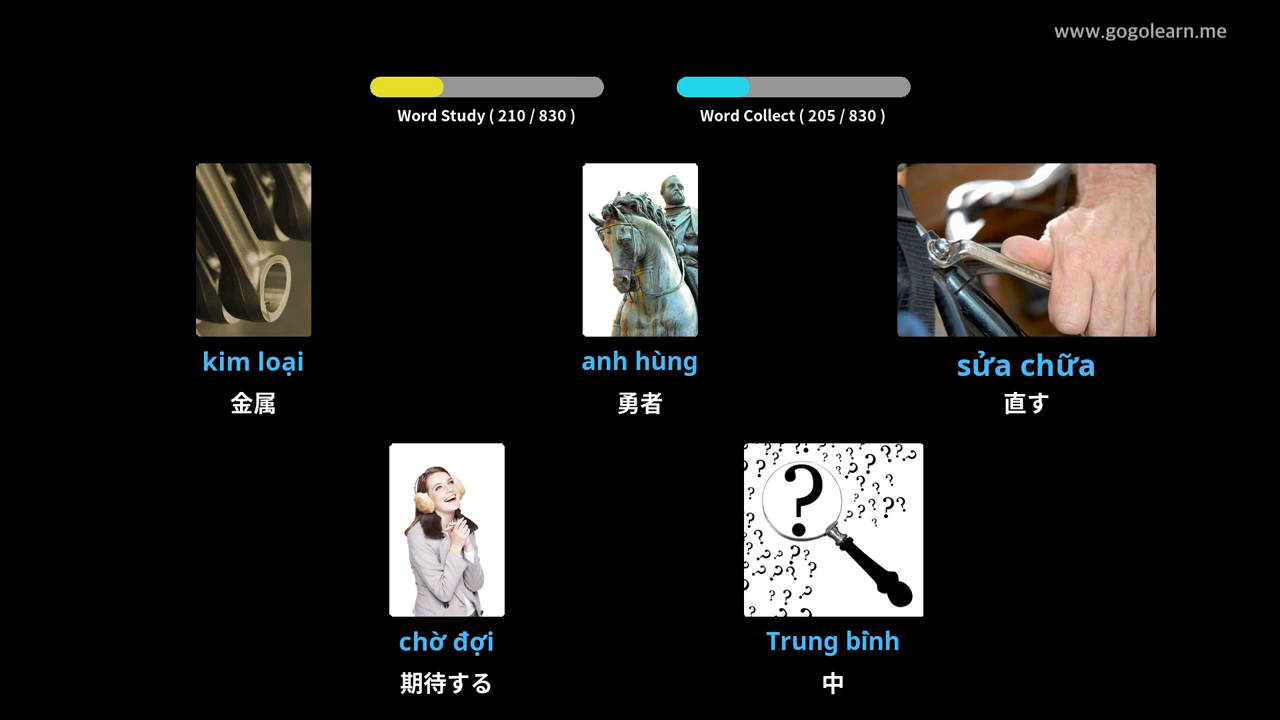 www.gogolearn.me
Word Study ( 210 / 830 )
Word Collect ( 205 / 830 )
kim loại
金属
anh hùng
勇者
sửa chữa
直す
chờ đợi
期待する
Trung bình
中